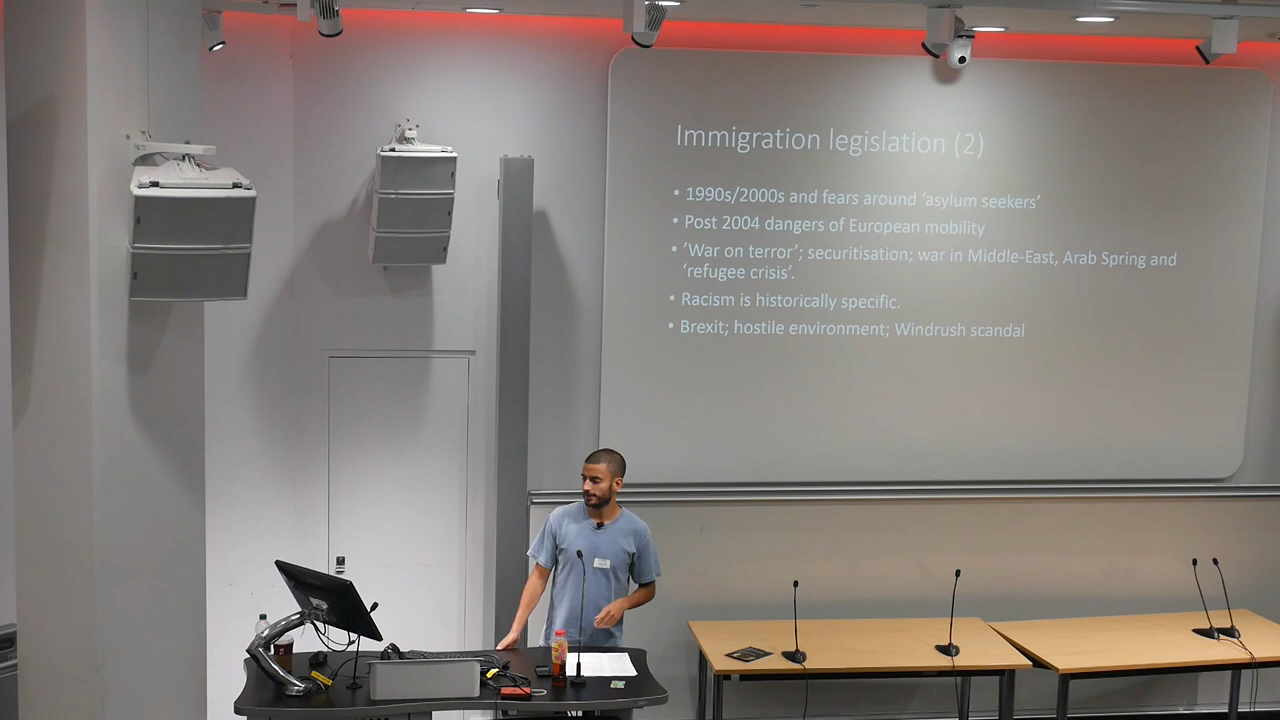 Immigration legislation (2)
• 1990s/2000s and fears around ‘asylum seekers’
• Post 2004 dangers of European mobility
• ’War on terror’; securitisation; war in Middle-East, Arab Spring and
‘refugee crisis’.
• Racism is historically specific.
• Brexit; hostile environment; Windrush scandal